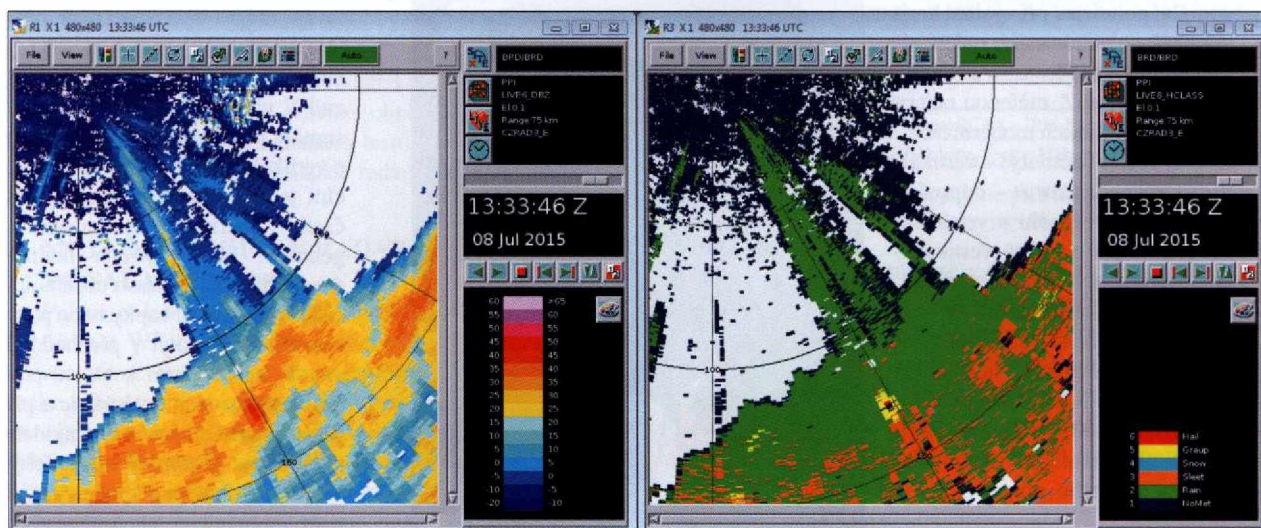 R1 X1 480x480 13:33:46 UTC
File View Auto ?
BRD/BRD
PPI
LIVE6_DBZ
El 0.1
Range 75 km
CZRAD3_E
13:33:46 Z
08 Jul 2015
60 >65
55 60
50 55
45 50
40 45
35 40
30 35
25 30
20 25
15 20
10 15
5 10
0 5
-5 0
-10 -5
-20 -10
100
150
R3 X1 480x480 13:33:46 UTC
File View Auto ?
BRD/BRD
PPI
LIVE8_HCLASS
El 0.1
Range 75 km
CZRAD3_E
13:33:46 Z
08 Jul 2015
6 Hail
5 Graup
4 Snow
3 Sleet
2 Rain
1 NoMet
100
150